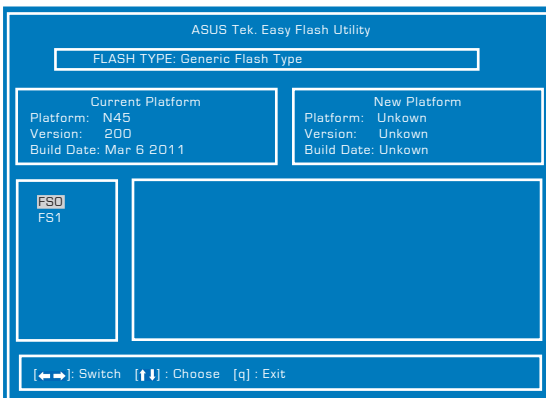 ASUS Tek. Easy Flash Utility
FLASH TYPE: Generic Flash Type
Current Platform
Platform: N45
Version: 200
Build Date: Mar 6 2011
New Platform
Platform: Unkown
Version: Unkown
Build Date: Unkown
FS0
FS1
[←→]: Switch [↑↓] : Choose [q] : Exit